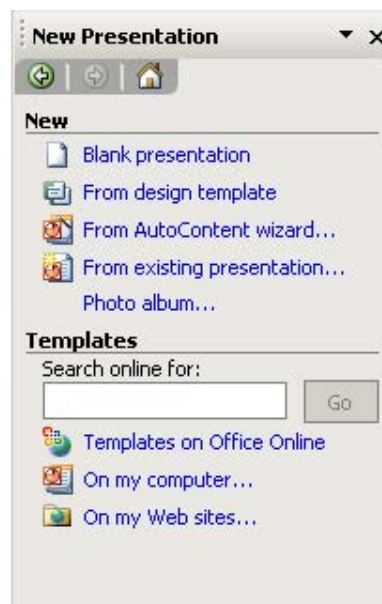 New Presentation
New
Blank presentation
From design template
From AutoContent wizard...
From existing presentation...
Photo album...
Templates
Search online for:
Go
Templates on Office Online
On my computer...
On my Web sites...